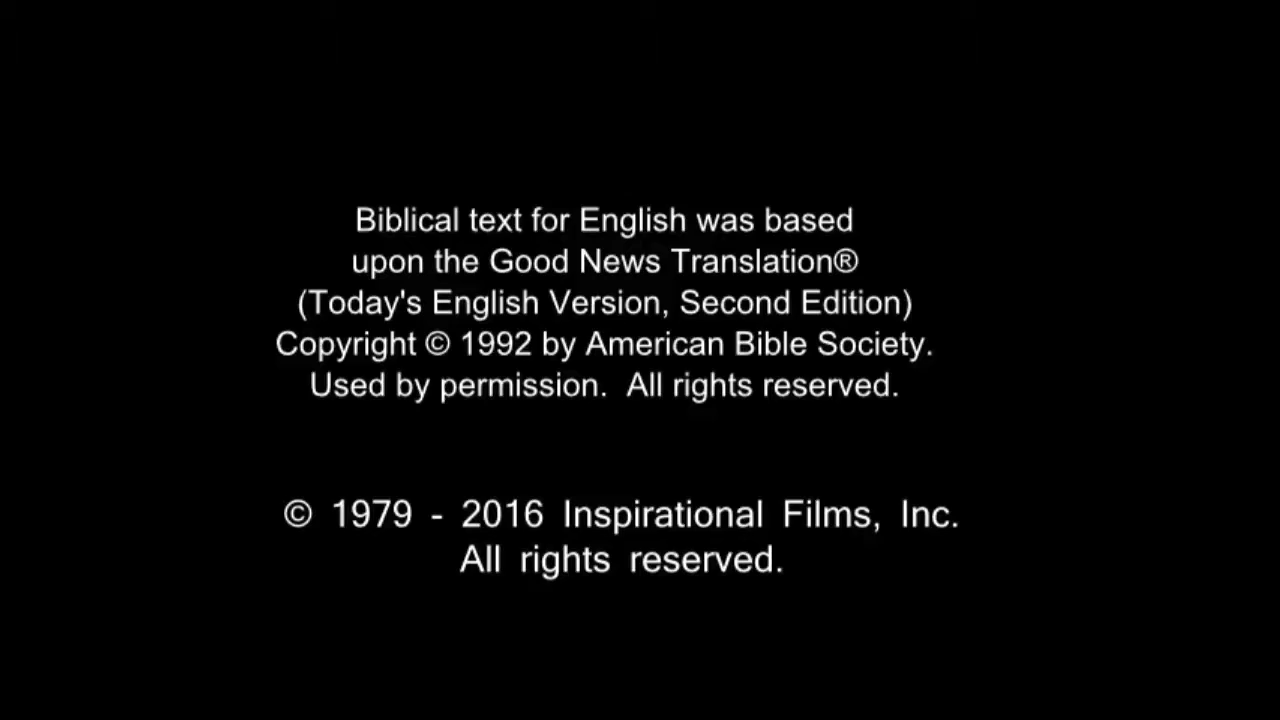 Biblical text for English was based
upon the Good News Translation®
(Today's English Version, Second Edition)
Copyright © 1992 by American Bible Society.
Used by permission.  All rights reserved.
© 1979 - 2016 Inspirational Films, Inc.
All rights reserved.